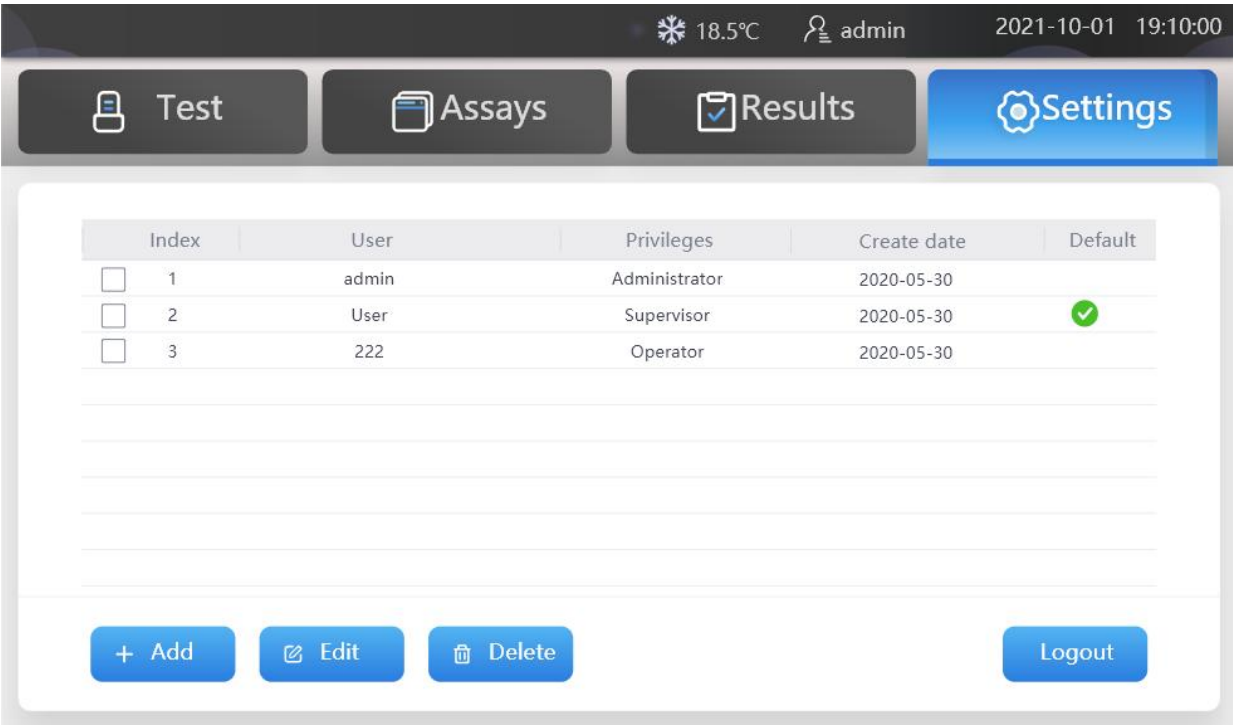 18.5℃ admin 2021-10-01 19:10:00
Test Assays Results Settings
Index User Privileges Create date Default
1 admin Administrator 2020-05-30
2 User Supervisor 2020-05-30
3 222 Operator 2020-05-30
+ Add Edit Delete Logout